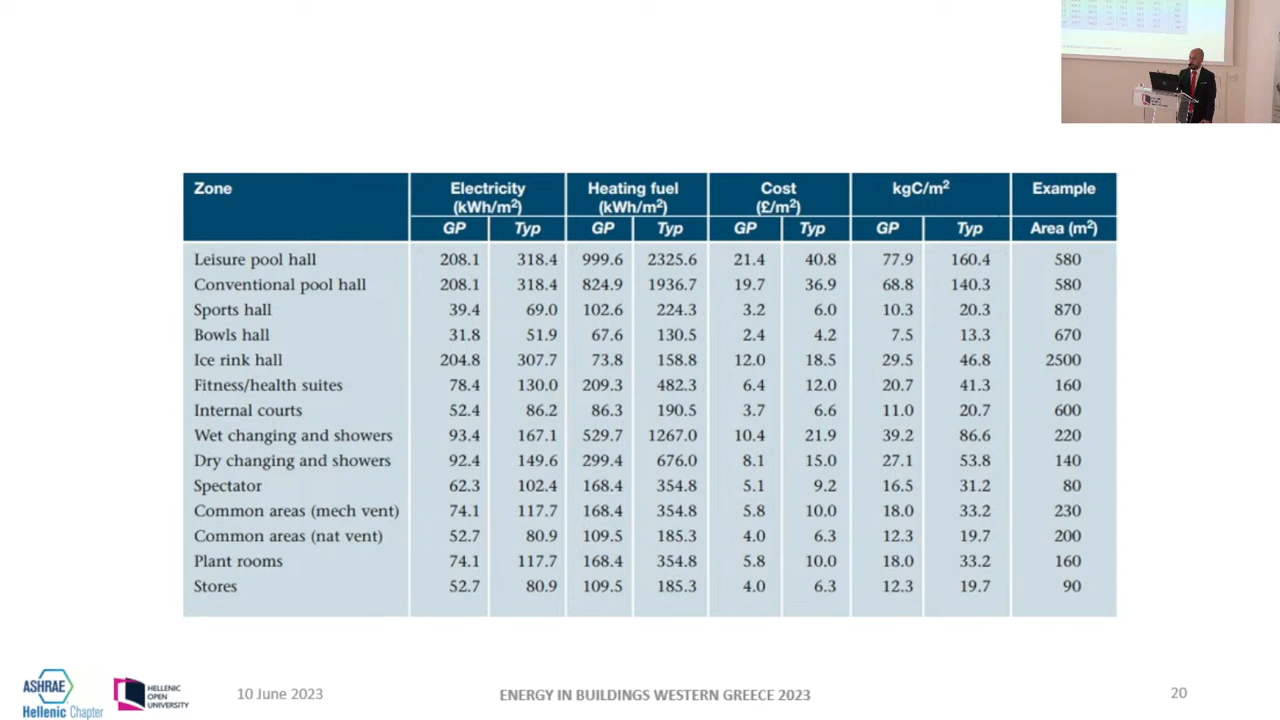 Zone Electricity (kWh/m²) Heating fuel (kWh/m²) Cost (£/m²) kgC/m² Example
GP Typ GP Typ GP Typ GP Typ Area (m²)
Leisure pool hall 208.1 318.4 999.6 2325.6 21.4 40.8 77.9 160.4 580
Conventional pool hall 208.1 318.4 824.9 1936.7 19.7 36.9 68.8 140.3 580
Sports hall 39.4 69.0 102.6 224.3 3.2 6.0 10.3 20.3 870
Bowls hall 31.8 51.9 67.6 130.5 2.4 4.2 7.5 13.3 670
Ice rink hall 204.8 307.7 73.8 158.8 12.0 18.5 29.5 46.8 2500
Fitness/health suites 78.4 130.0 209.3 482.3 6.4 12.0 20.7 41.3 160
Internal courts 52.4 86.2 86.3 190.5 3.7 6.6 11.0 20.7 600
Wet changing and showers 93.4 167.1 529.7 1267.0 10.4 21.9 39.2 86.6 220
Dry changing and showers 92.4 149.6 299.4 676.0 8.1 15.0 27.1 53.8 140
Spectator 62.3 102.4 168.4 354.8 5.1 9.2 16.5 31.2 80
Common areas (mech vent) 74.1 117.7 168.4 354.8 5.8 10.0 18.0 33.2 230
Common areas (nat vent) 52.7 80.9 109.5 185.3 4.0 6.3 12.3 19.7 200
Plant rooms 74.1 117.7 168.4 354.8 5.8 10.0 18.0 33.2 160
Stores 52.7 80.9 109.5 185.3 4.0 6.3 12.3 19.7 90
ASHRAE
Hellenic Chapter
HELLENIC
OPEN
UNIVERSITY
10 June 2023
ENERGY IN BUILDINGS WESTERN GREECE 2023
20